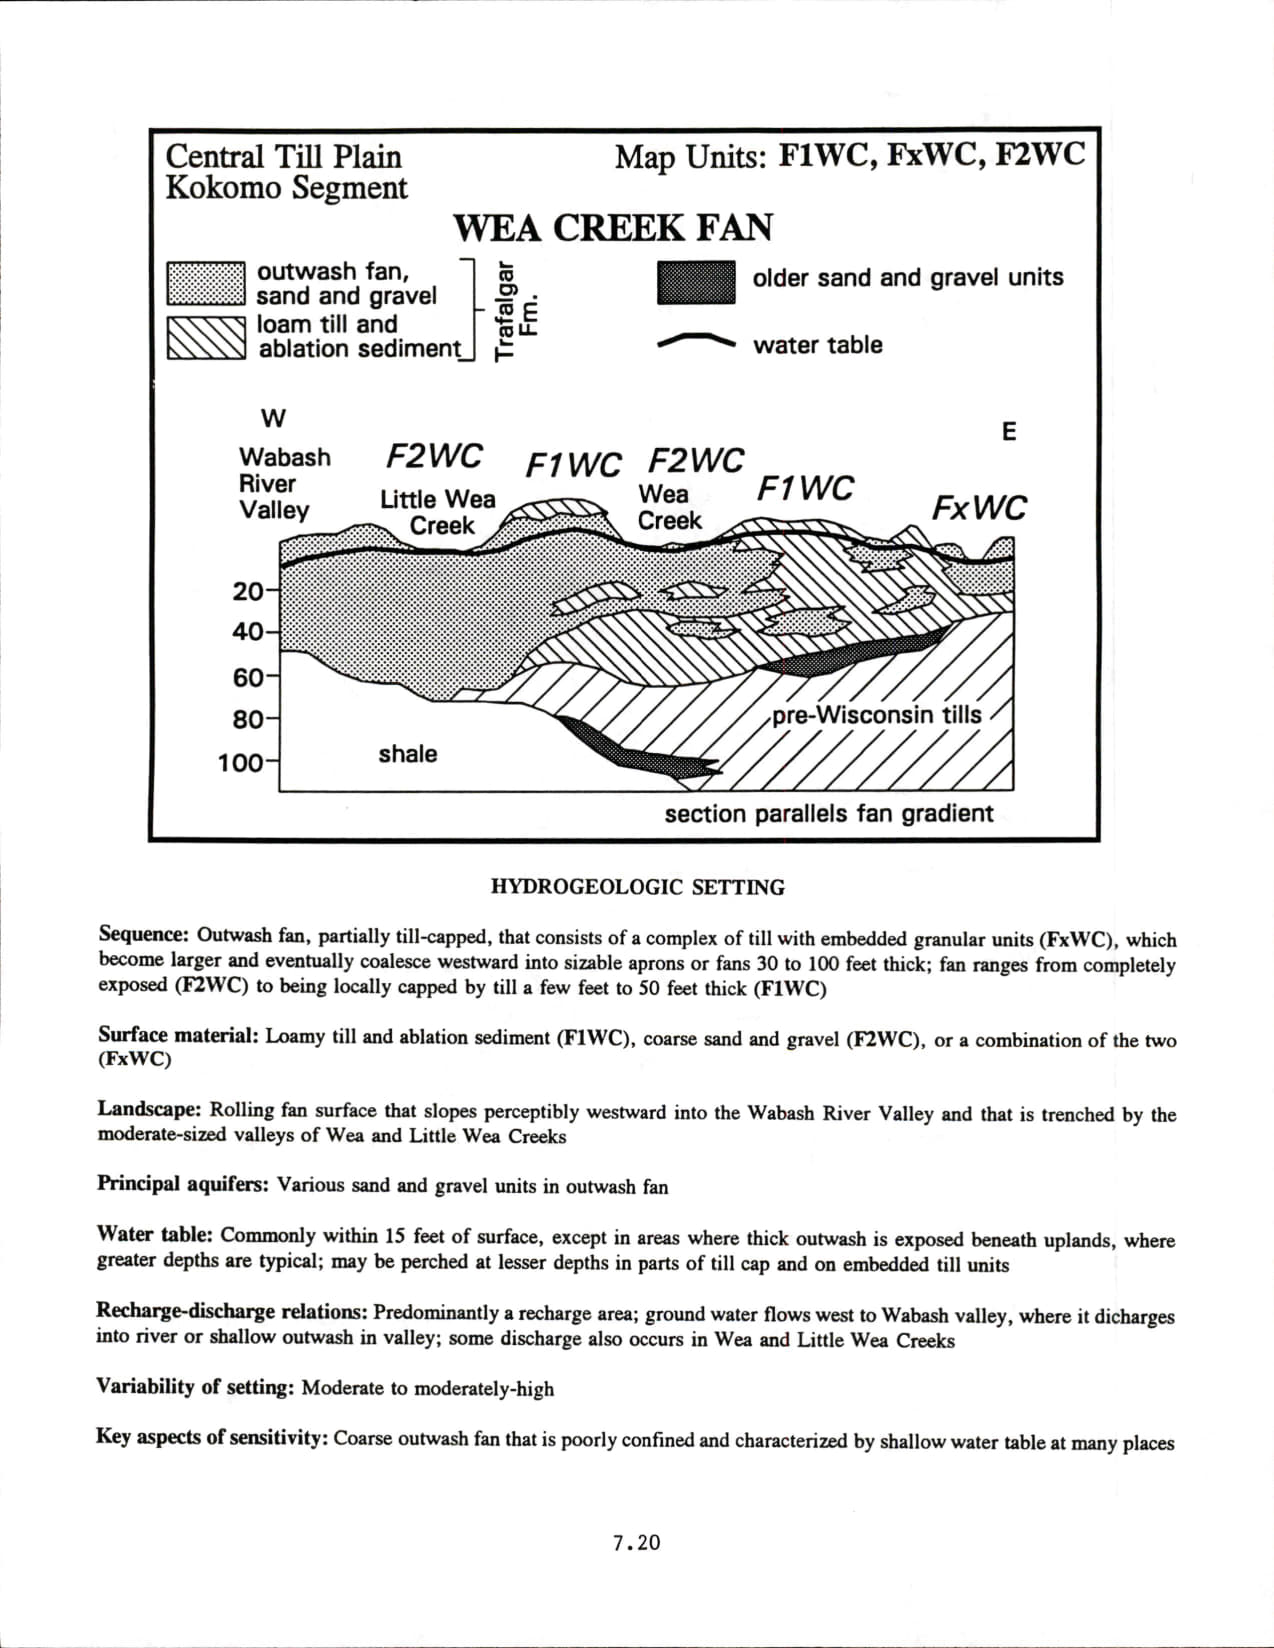 Central Till Plain
Kokomo Segment
Map Units: F1WC, FxWC, F2WC
WEA CREEK FAN
outwash fan,
sand and gravel
loam till and
ablation sediment
Trafalgar
Fm.
older sand and gravel units
water table
W
E
Wabash
River
Valley
F2WC
Little Wea
Creek
F1WC
F2WC
Wea
Creek
F1WC
FxWC
20
40
60
80
100
pre-Wisconsin tills
shale
section parallels fan gradient
HYDROGEOLOGIC SETTING
Sequence: Outwash fan, partially till-capped, that consists of a complex of till with embedded granular units (FxWC), which
become larger and eventually coalesce westward into sizable aprons or fans 30 to 100 feet thick; fan ranges from completely
exposed (F2WC) to being locally capped by till a few feet to 50 feet thick (F1WC)
Surface material: Loamy till and ablation sediment (F1WC), coarse sand and gravel (F2WC), or a combination of the two
(FxWC)
Landscape: Rolling fan surface that slopes perceptibly westward into the Wabash River Valley and that is trenched by the
moderate-sized valleys of Wea and Little Wea Creeks
Principal aquifers: Various sand and gravel units in outwash fan
Water table: Commonly within 15 feet of surface, except in areas where thick outwash is exposed beneath uplands, where
greater depths are typical; may be perched at lesser depths in parts of till cap and on embedded till units
Recharge-discharge relations: Predominantly a recharge area; ground water flows west to Wabash valley, where it dicharges
into river or shallow outwash in valley; some discharge also occurs in Wea and Little Wea Creeks
Variability of setting: Moderate to moderately-high
Key aspects of sensitivity: Coarse outwash fan that is poorly confined and characterized by shallow water table at many places
7.20